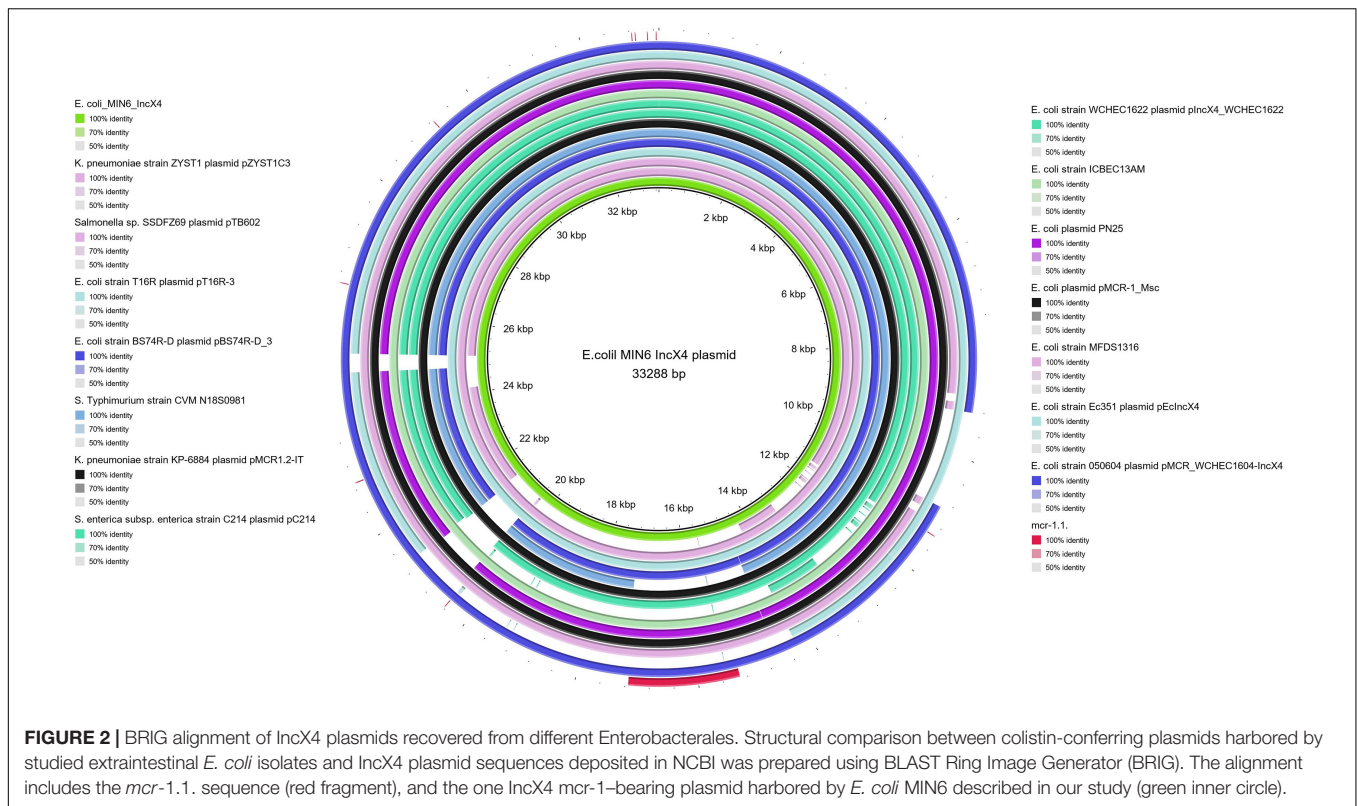 E. coli_MIN6_IncX4
100% identity
70% identity
50% identity
K. pneumoniae strain ZYST1 plasmid pZYST1C3
100% identity
70% identity
50% identity
Salmonella sp. SSDFZ69 plasmid pTB602
100% identity
70% identity
50% identity
E. coli strain T16R plasmid pT16R-3
100% identity
70% identity
50% identity
E. coli strain BS74R-D plasmid pBS74R-D_3
100% identity
70% identity
50% identity
S. Typhimurium strain CVM N18S0981
100% identity
70% identity
50% identity
K. pneumoniae strain KP-6884 plasmid pMCR1.2-IT
100% identity
70% identity
50% identity
S. enterica subsp. enterica strain C214 plasmid pC214
100% identity
70% identity
50% identity
2 kbp
4 kbp
6 kbp
8 kbp
10 kbp
12 kbp
14 kbp
16 kbp
18 kbp
20 kbp
22 kbp
24 kbp
26 kbp
28 kbp
30 kbp
32 kbp
E.colil MIN6 IncX4 plasmid
33288 bp
E. coli strain WCHEC1622 plasmid pIncX4_WCHEC1622
100% identity
70% identity
50% identity
E. coli strain ICBEC13AM
100% identity
70% identity
50% identity
E. coli plasmid PN25
100% identity
70% identity
50% identity
E. coli plasmid pMCR-1_Msc
100% identity
70% identity
50% identity
E. coli strain MFDS1316
100% identity
70% identity
50% identity
E. coli strain Ec351 plasmid pEcIncX4
100% identity
70% identity
50% identity
E. coli strain 050604 plasmid pMCR_WCHEC1604-IncX4
100% identity
70% identity
50% identity
mcr-1.1.
100% identity
70% identity
50% identity
FIGURE 2 | BRIG alignment of IncX4 plasmids recovered from different Enterobacterales. Structural comparison between colistin-conferring plasmids harbored by
studied extraintestinal E. coli isolates and IncX4 plasmid sequences deposited in NCBI was prepared using BLAST Ring Image Generator (BRIG). The alignment
includes the mcr-1.1. sequence (red fragment), and the one IncX4 mcr-1–bearing plasmid harbored by E. coli MIN6 described in our study (green inner circle).